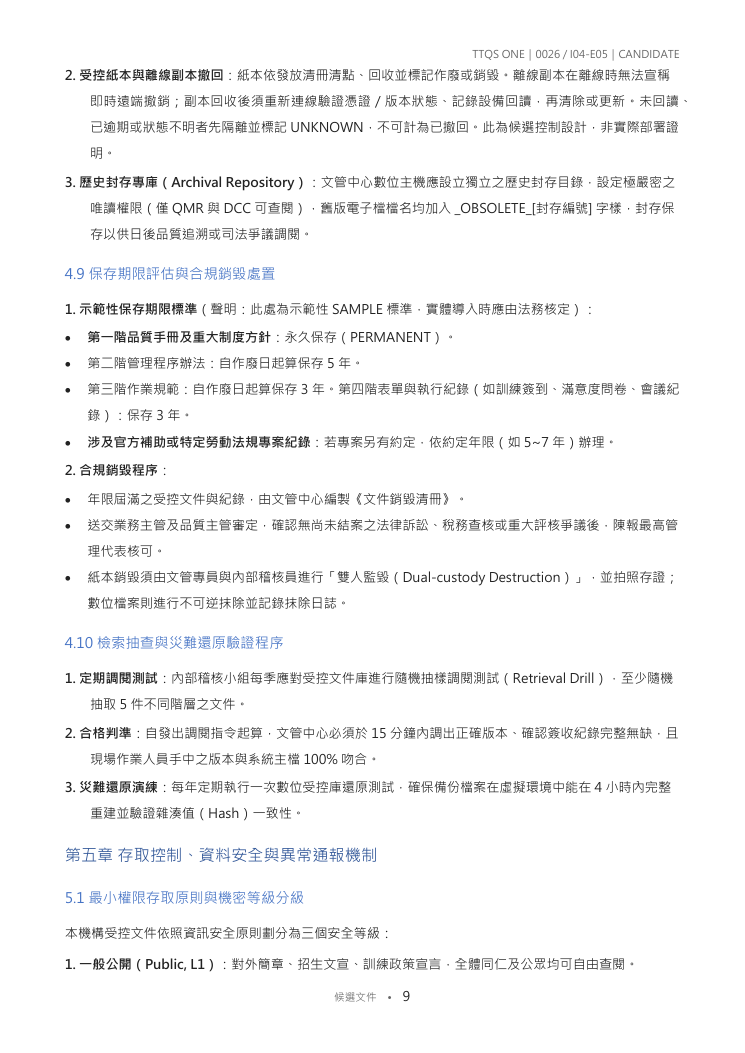 TTQS ONE | 0026 / I04-E05 | CANDIDATE
2. 受控紙本與離線副本撤回：紙本依發放清冊清點、回收並標記作廢或銷毀。離線副本在離線時無法宣稱
即時遠端撤銷；副本回收後須重新連線驗證憑證 / 版本狀態、記錄設備回讀，再清除或更新。未回讀、
已逾期或狀態不明者先隔離並標記 UNKNOWN，不可計為已撤回。此為候選控制設計，非實際部署證
明。
3. 歷史封存專庫（Archival Repository）：文管中心數位主機應設立獨立之歷史封存目錄，設定極嚴密之
唯讀權限（僅 QMR 與 DCC 可查閱），舊版電子檔檔名均加入 _OBSOLETE_[封存編號] 字樣，封存保
存以供日後品質追溯或司法爭議調閱。
4.9 保存期限評估與合規銷毀處置
1. 示範性保存期限標準（聲明：此處為示範性 SAMPLE 標準，實體導入時應由法務核定）：
• 第一階品質手冊及重大制度方針：永久保存（PERMANENT）。
• 第二階管理程序辦法：自作廢日起算保存 5 年。
• 第三階作業規範：自作廢日起算保存 3 年。第四階表單與執行紀錄（如訓練簽到、滿意度問卷、會議紀
錄）：保存 3 年。
• 涉及官方補助或特定勞動法規專案紀錄：若專案另有約定，依約定年限（如 5~7 年）辦理。
2. 合規銷毀程序：
• 年限屆滿之受控文件與紀錄，由文管中心編製《文件銷毀清冊》。
• 送交業務主管及品質主管審定，確認無尚未結案之法律訴訟、稅務查核或重大評核爭議後，陳報最高管
理代表核可。
• 紙本銷毀須由文管專員與內部稽核員進行「雙人監毀（Dual-custody Destruction）」，並拍照存證；
數位檔案則進行不可逆抹除並記錄抹除日誌。
4.10 檢索抽查與災難還原驗證程序
1. 定期調閱測試：內部稽核小組每季應對受控文件庫進行隨機抽樣調閱測試（Retrieval Drill），至少隨機
抽取 5 件不同階層之文件。
2. 合格判準：自發出調閱指令起算，文管中心必須於 15 分鐘內調出正確版本、確認簽收紀錄完整無缺，且
現場作業人員手中之版本與系統主檔 100% 吻合。
3. 災難還原演練：每年定期執行一次數位受控庫還原測試，確保備份檔案在虛擬環境中能在 4 小時內完整
重建並驗證雜湊值（Hash）一致性。
第五章 存取控制、資料安全與異常通報機制
5.1 最小權限存取原則與機密等級分級
本機構受控文件依照資訊安全原則劃分為三個安全等級：
1. 一般公開（Public, L1）：對外簡章、招生文宣、訓練政策宣言，全體同仁及公眾均可自由查閱。
候選文件 • 9